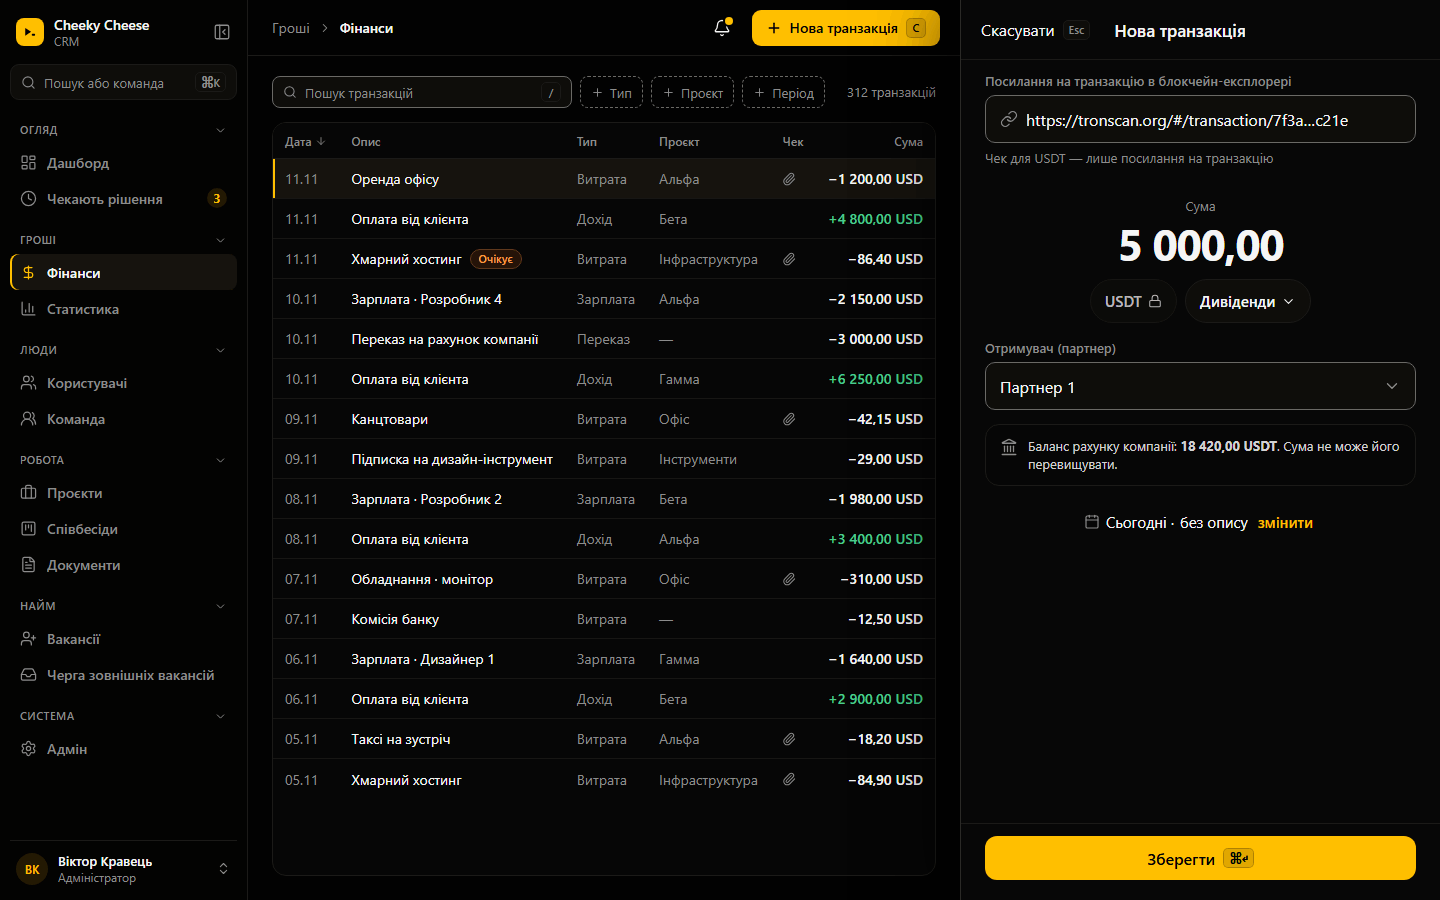 Cheeky Cheese
CRM
Пошук або команда ⌘K
ОГЛЯД
Дашборд
Чекають рішення 3
ГРОШІ
Фінанси
Статистика
ЛЮДИ
Користувачі
Команда
РОБОТА
Проєкти
Співбесіди
Документи
НАЙМ
Вакансії
Черга зовнішніх вакансій
СИСТЕМА
Адмін
ВК Віктор Кравець
Адміністратор
Гроші > Фінанси
+ Нова транзакція C
Пошук транзакцій /
+ Тип
+ Проєкт
+ Період
312 транзакцій
Дата ↓ Опис Тип Проєкт Чек Сума
11.11 Оренда офісу Витрата Альфа −1 200,00 USD
11.11 Оплата від клієнта Дохід Бета +4 800,00 USD
11.11 Хмарний хостинг Очікує Витрата Інфраструктура −86,40 USD
10.11 Зарплата · Розробник 4 Зарплата Альфа −2 150,00 USD
10.11 Переказ на рахунок компанії Переказ — −3 000,00 USD
10.11 Оплата від клієнта Дохід Гамма +6 250,00 USD
09.11 Канцтовари Витрата Офіс −42,15 USD
09.11 Підписка на дизайн-інструмент Витрата Інструменти −29,00 USD
08.11 Зарплата · Розробник 2 Зарплата Бета −1 980,00 USD
08.11 Оплата від клієнта Дохід Альфа +3 400,00 USD
07.11 Обладнання · монітор Витрата Офіс −310,00 USD
07.11 Комісія банку Витрата — −12,50 USD
06.11 Зарплата · Дизайнер 1 Зарплата Гамма −1 640,00 USD
06.11 Оплата від клієнта Дохід Бета +2 900,00 USD
05.11 Таксі на зустріч Витрата Альфа −18,20 USD
05.11 Хмарний хостинг Витрата Інфраструктура −84,90 USD
Скасувати Esc Нова транзакція
Посилання на транзакцію в блокчейн-експлорері
https://tronscan.org/#/transaction/7f3a…c21e
Чек для USDT — лише посилання на транзакцію
Сума
5 000,00
USDT
Дивіденди
Отримувач (партнер)
Партнер 1
Баланс рахунку компанії: 18 420,00 USDT. Сума не може його
перевищувати.
Сьогодні · без опису змінити
Зберегти ⌘↵